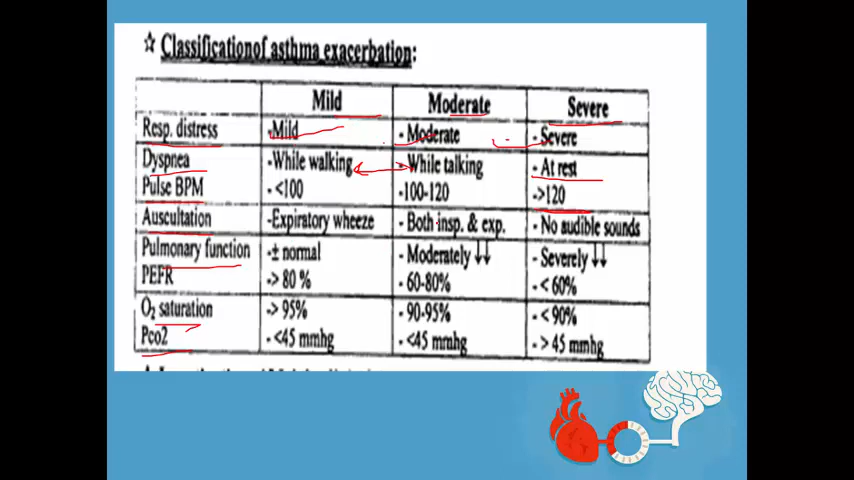 ☆ Classificationof asthma exacerbation:
Mild Moderate Severe
Resp. distress -Mild - Moderate - Severe
Dyspnea -While walking - While talking - At rest
Pulse BPM - <100 -100-120 ->120
Auscultation -Expiratory wheeze - Both insp. & exp. - No audible sounds
Pulmonary function -± normal - Moderately ↓↓ - Severely ↓↓
PEFR -> 80 % - 60-80% - < 60%
O₂ saturation -> 95% - 90-95% - < 90%
Pco2 - <45 mmhg - <45 mmhg - > 45 mmhg